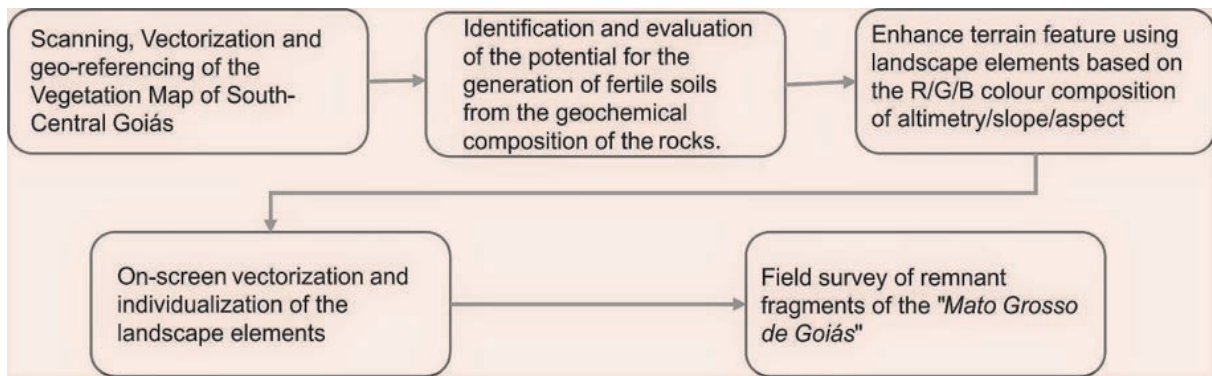 Scanning, Vectorization and
geo-referencing of the
Vegetation Map of South-
Central Goiás
Identification and evaluation
of the potential for the
generation of fertile soils
from the geochemical
composition of the rocks.
Enhance terrain feature using
landscape elements based on
the R/G/B colour composition
of altimetry/slope/aspect
On-screen vectorization and
individualization of the
landscape elements
Field survey of remnant
fragments of the "Mato Grosso
de Goiás"